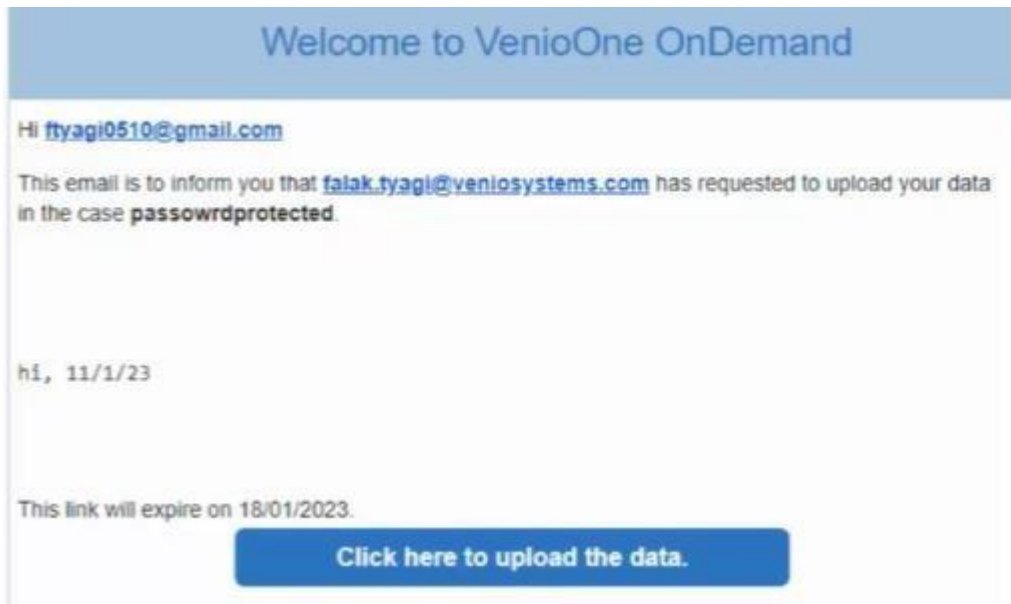 Welcome to VenioOne OnDemand
Hi ftyagi0510@gmail.com
This email is to inform you that falak.tyagi@veniosystems.com has requested to upload your data
in the case passowrdprotected.
hi, 11/1/23
This link will expire on 18/01/2023.
Click here to upload the data.